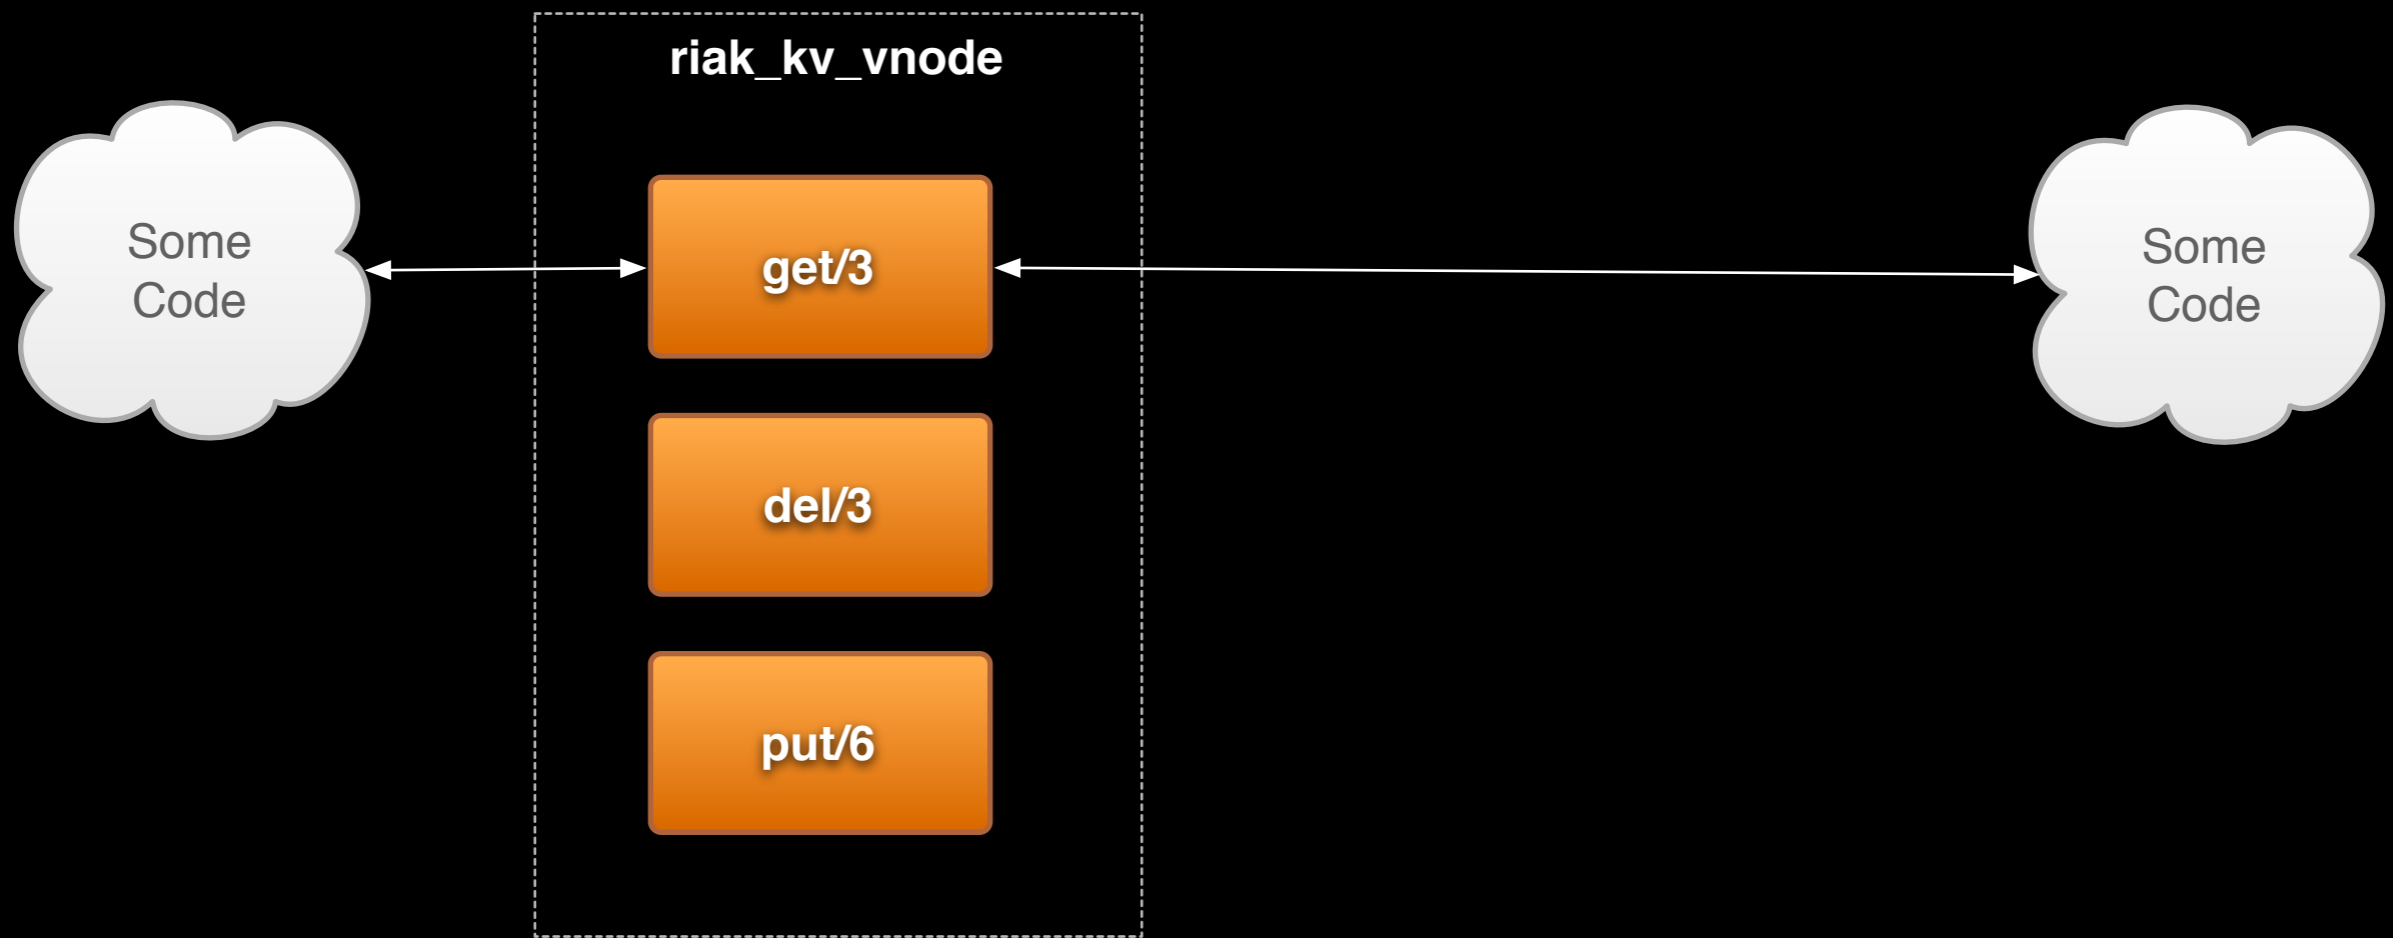 riak_kv_vnode
Some
Code
get/3
Some
Code
del/3
put/6